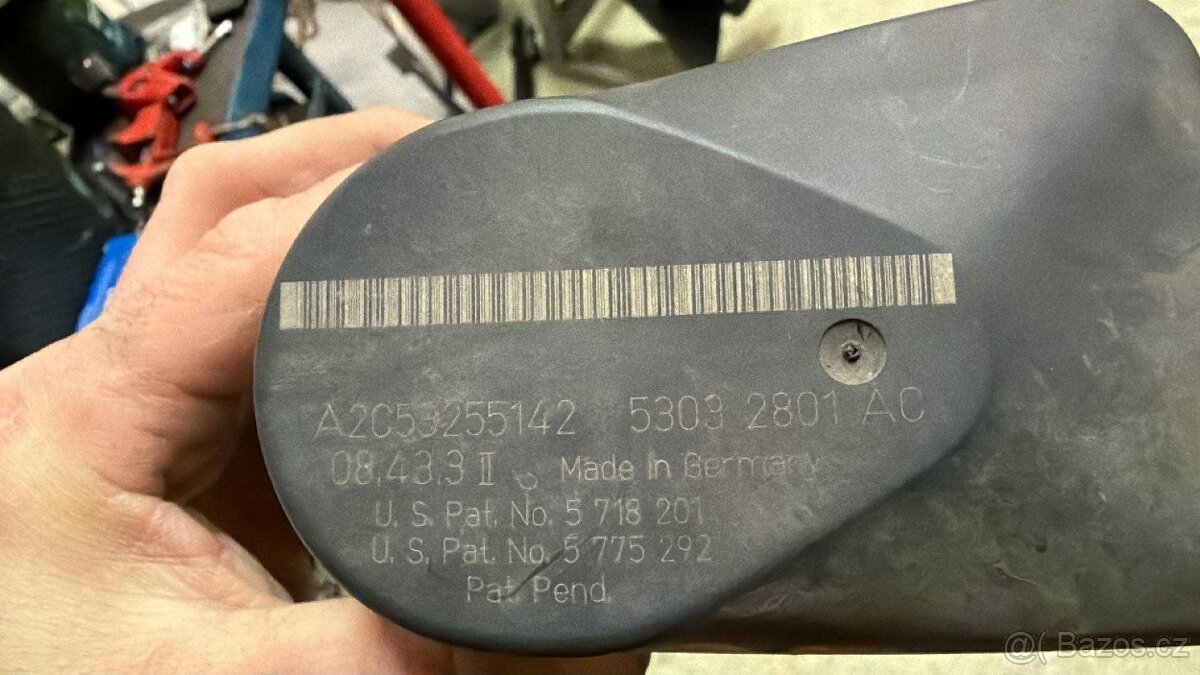 A2C53255142 5303 2801 AC
08.43.3 II Made In Germany
U. S. Pat. No. 5 718 201
U. S. Pat. No. 5 775 292
Pat. Pend.
@( Bazos.cz